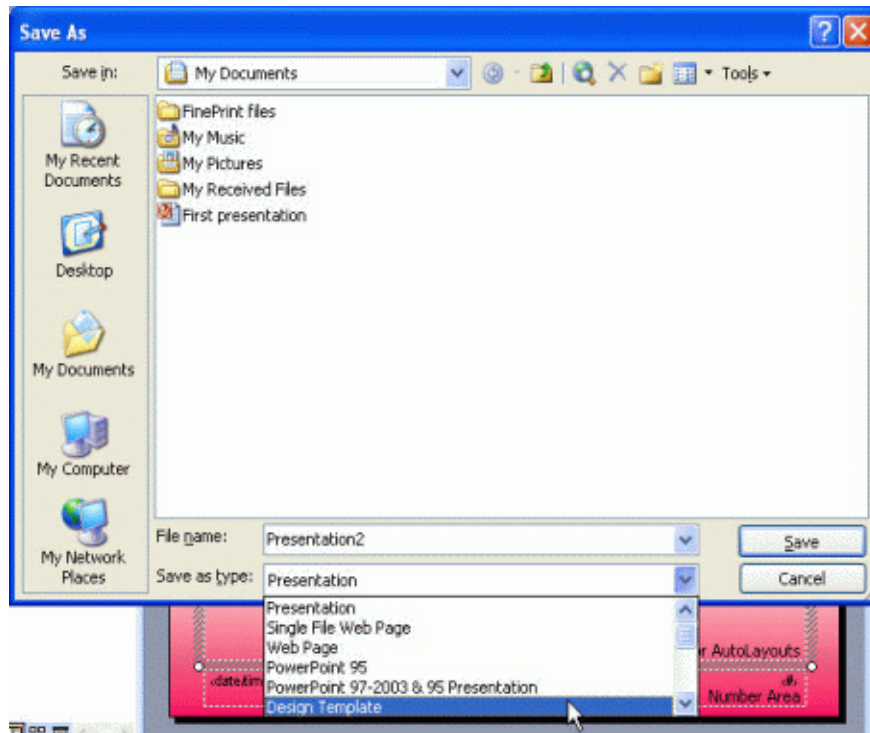 Save As
Save in:
My Documents
Tools
My Recent
Documents
Desktop
My Documents
My Computer
My Network
Places
FinePrint files
My Music
My Pictures
My Received Files
First presentation
File name:
Presentation2
Save
Save as type:
Presentation
Cancel
Presentation
Single File Web Page
Web Page
PowerPoint 95
PowerPoint 97-2003 & 95 Presentation
Design Template
r AutoLayouts
‹date/tim
‹#›
Number Area